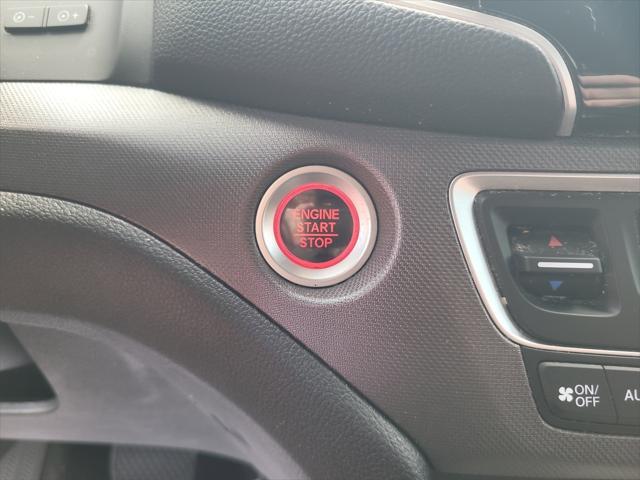 ENGINE
START
STOP
ON/
OFF
AU